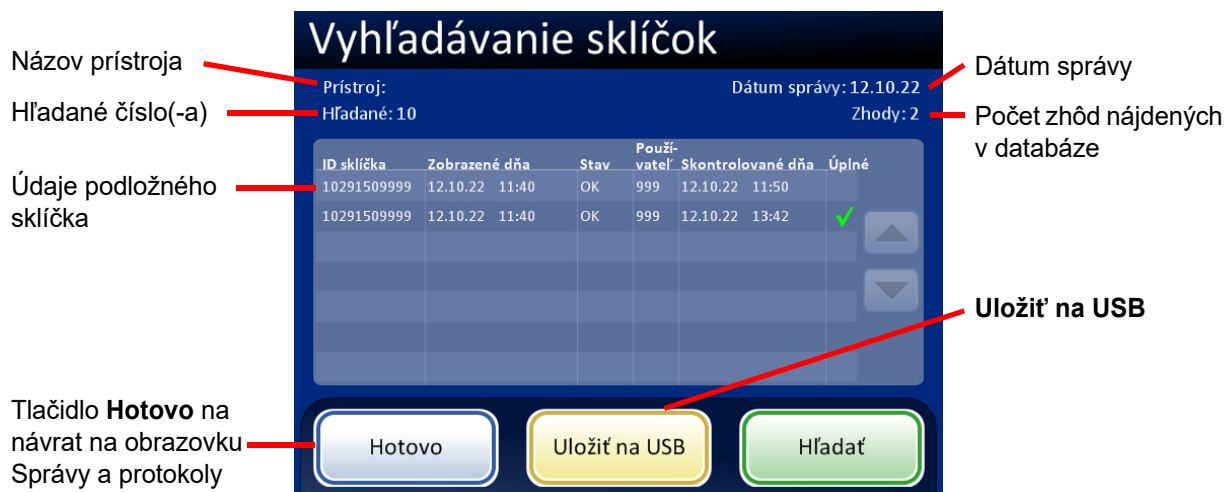 Vyhľadávanie sklíčok
Názov prístroja
Prístroj:
Dátum správy: 12.10.22
Dátum správy
Hľadané číslo(-a)
Hľadané: 10
Zhody: 2
Počet zhôd nájdených
v databáze
ID sklíčka Zobrazené dňa Stav Použí-
vateľ Skontrolované dňa Úplné
Údaje podložného
sklíčka
10291509999 12.10.22 11:40 OK 999 12.10.22 11:50
10291509999 12.10.22 11:40 OK 999 12.10.22 13:42 ✓
Uložiť na USB
Tlačidlo Hotovo na
návrat na obrazovku
Správy a protokoly
Hotovo
Uložiť na USB
Hľadať